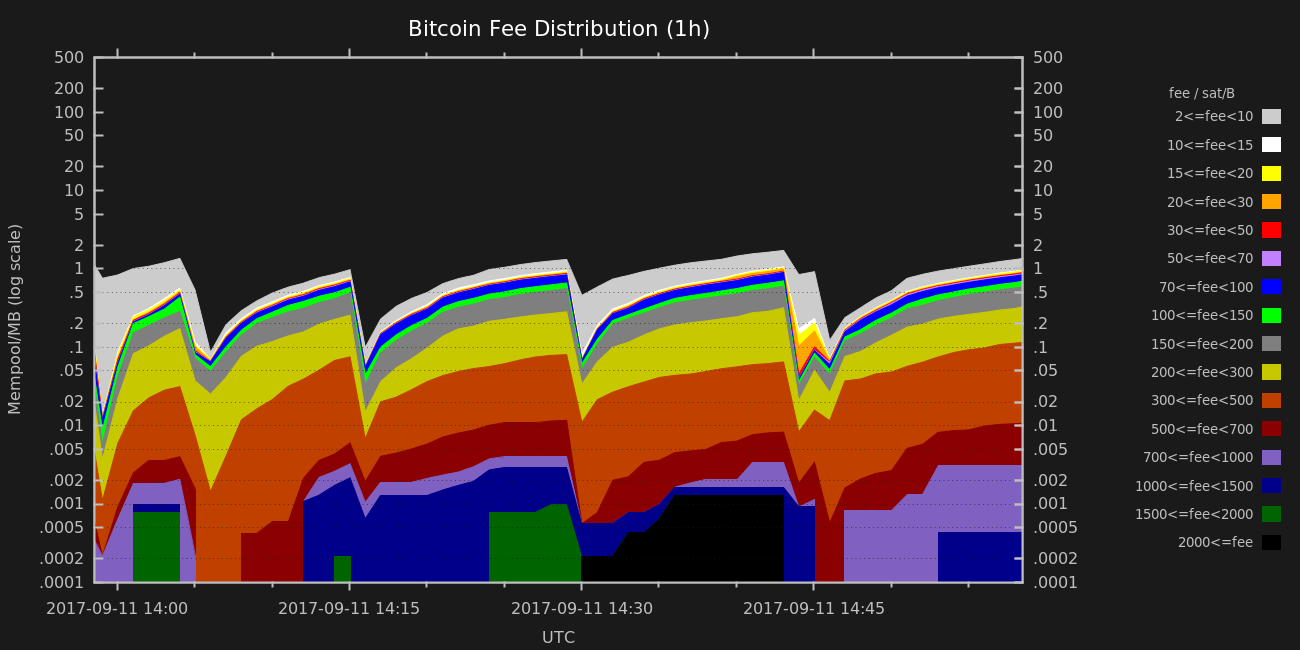 Bitcoin Fee Distribution (1h)
Mempool/MB (log scale)
500
200
100
50
20
10
5
2
1
.5
.2
.1
.05
.02
.01
.005
.002
.001
.0005
.0002
.0001
500
200
100
50
20
10
5
2
1
.5
.2
.1
.05
.02
.01
.005
.002
.001
.0005
.0002
.0001
2017-09-11 14:00
2017-09-11 14:15
2017-09-11 14:30
2017-09-11 14:45
UTC
fee / sat/B
2<=fee<10
10<=fee<15
15<=fee<20
20<=fee<30
30<=fee<50
50<=fee<70
70<=fee<100
100<=fee<150
150<=fee<200
200<=fee<300
300<=fee<500
500<=fee<700
700<=fee<1000
1000<=fee<1500
1500<=fee<2000
2000<=fee